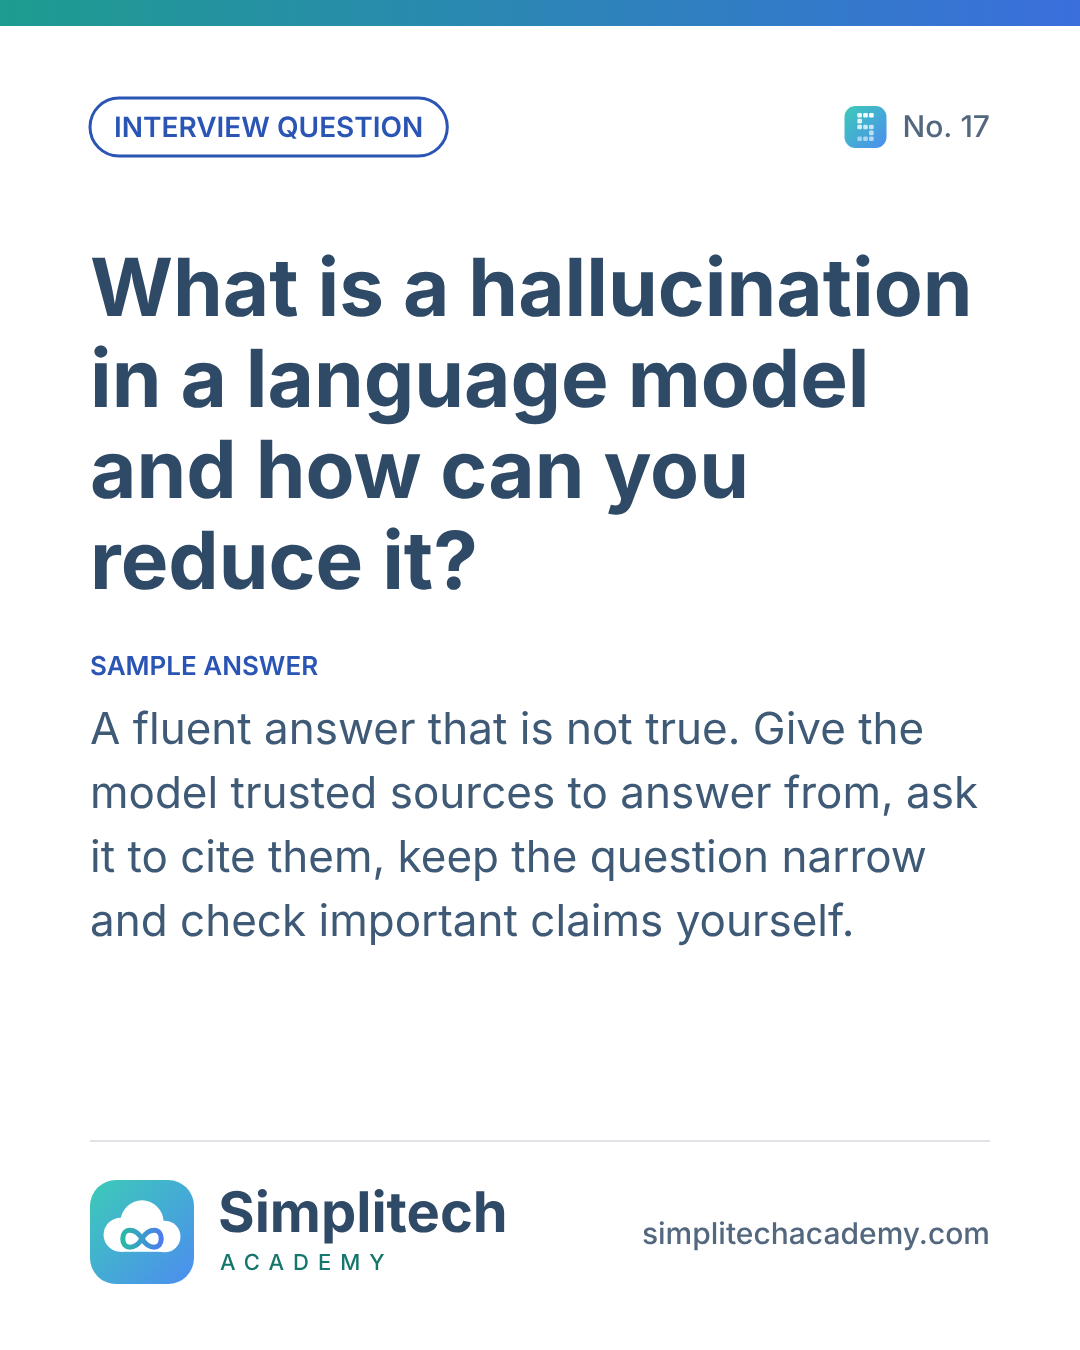 INTERVIEW QUESTION
No. 17
What is a hallucination
in a language model
and how can you
reduce it?
SAMPLE ANSWER
A fluent answer that is not true. Give the
model trusted sources to answer from, ask
it to cite them, keep the question narrow
and check important claims yourself.
Simplitech
ACADEMY
simplitechacademy.com